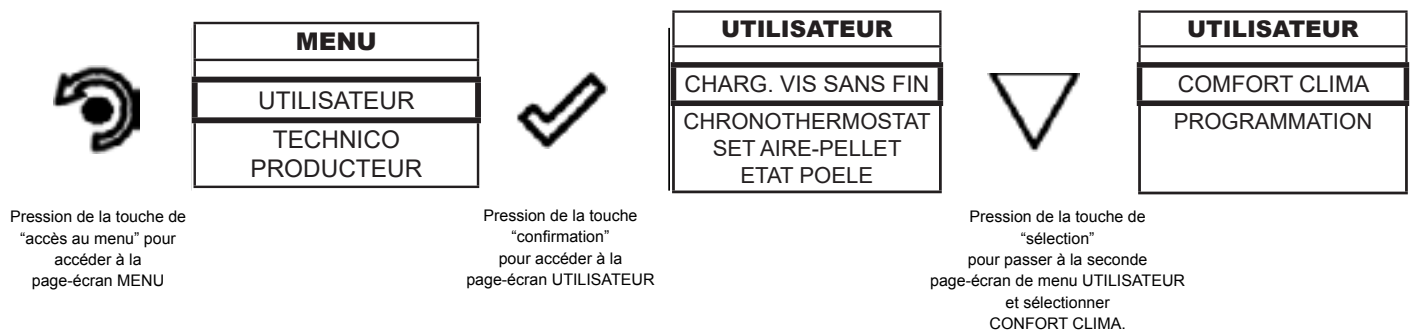 MENU
UTILISATEUR
TECHNICO
PRODUCTEUR
UTILISATEUR
CHARG. VIS SANS FIN
CHRONOTHERMOSTAT
SET AIRE-PELLET
ETAT POELE
UTILISATEUR
COMFORT CLIMA
PROGRAMMATION
Pression de la touche de
“accès au menu” pour
accéder à la
page-écran MENU
Pression de la touche
“confirmation”
pour accéder à la
page-écran UTILISATEUR
Pression de la touche de
“sélection”
pour passer à la seconde
page-écran de menu UTILISATEUR
et sélectionner
CONFORT CLIMA.